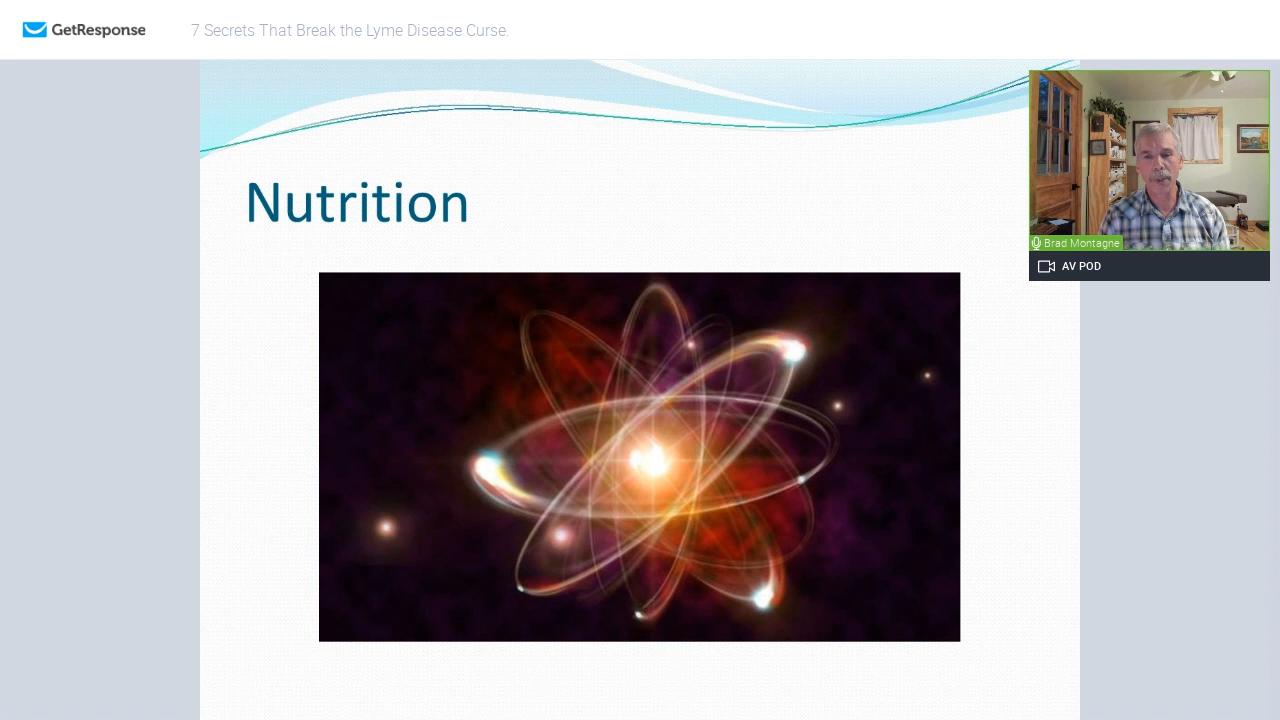 GetResponse
7 Secrets That Break the Lyme Disease Curse.
Nutrition
Brad Montagne
AV POD